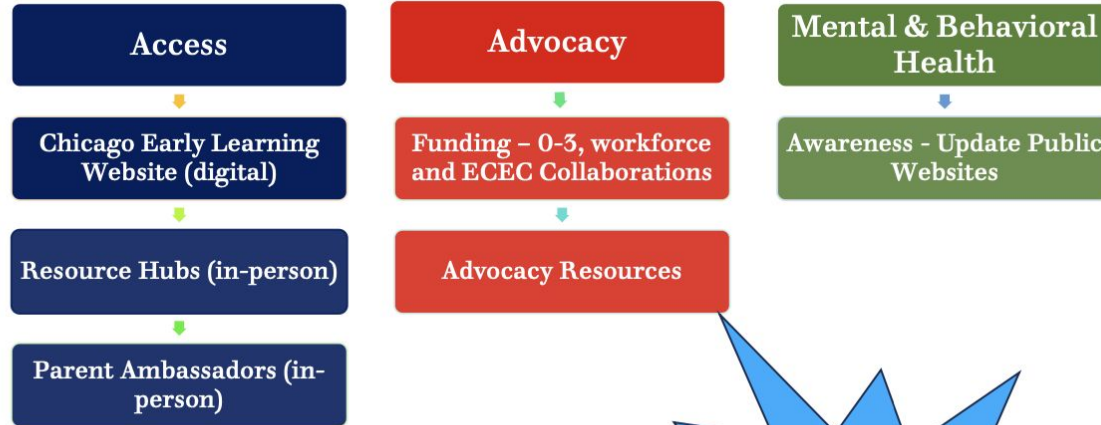 Access
Chicago Early Learning
Website (digital)
Resource Hubs (in-person)
Parent Ambassadors (in-
person)
Advocacy
Funding – 0-3, workforce
and ECEC Collaborations
Advocacy Resources
Mental & Behavioral
Health
Awareness - Update Public
Websites